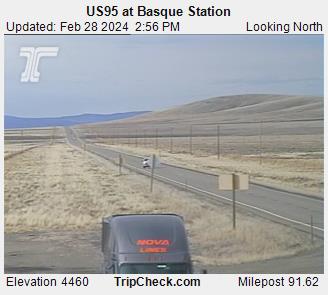 US95 at Basque Station
Updated: Feb 28 2024 2:56 PM Looking North
NOVA
LINES
Elevation 4460 TripCheck.com Milepost 91.62